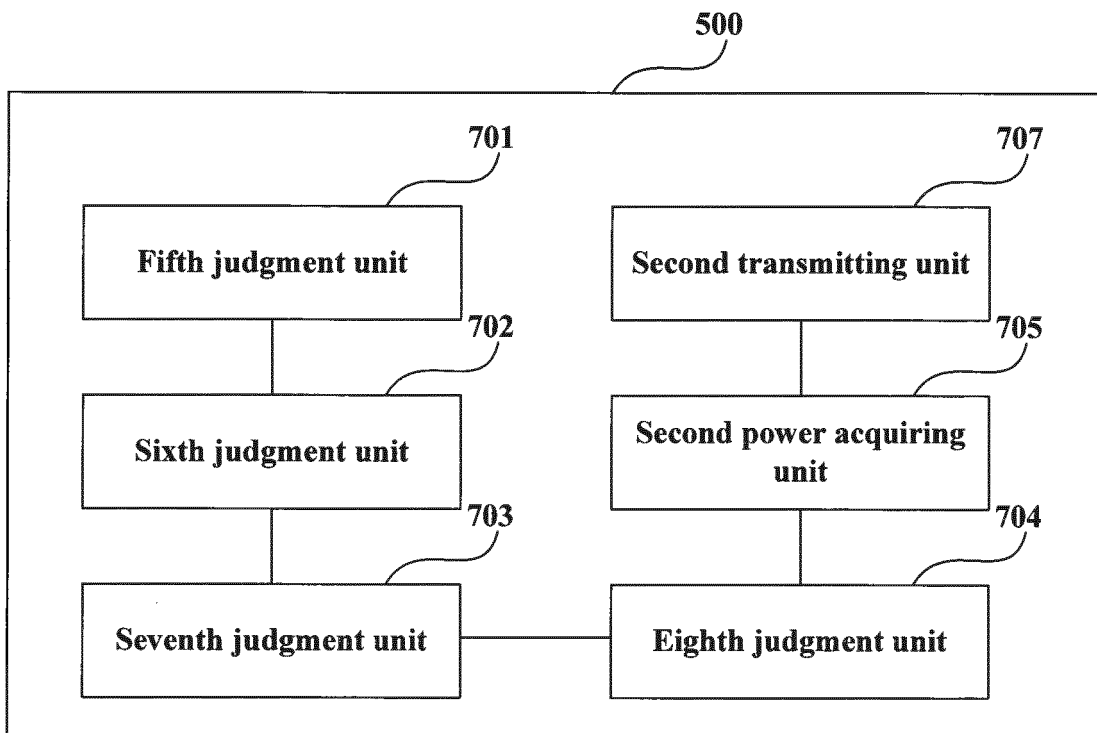 500
701
707
Fifth judgment unit
Second transmitting unit
702
705
Sixth judgment unit
Second power acquiring
unit
703
704
Seventh judgment unit
Eighth judgment unit